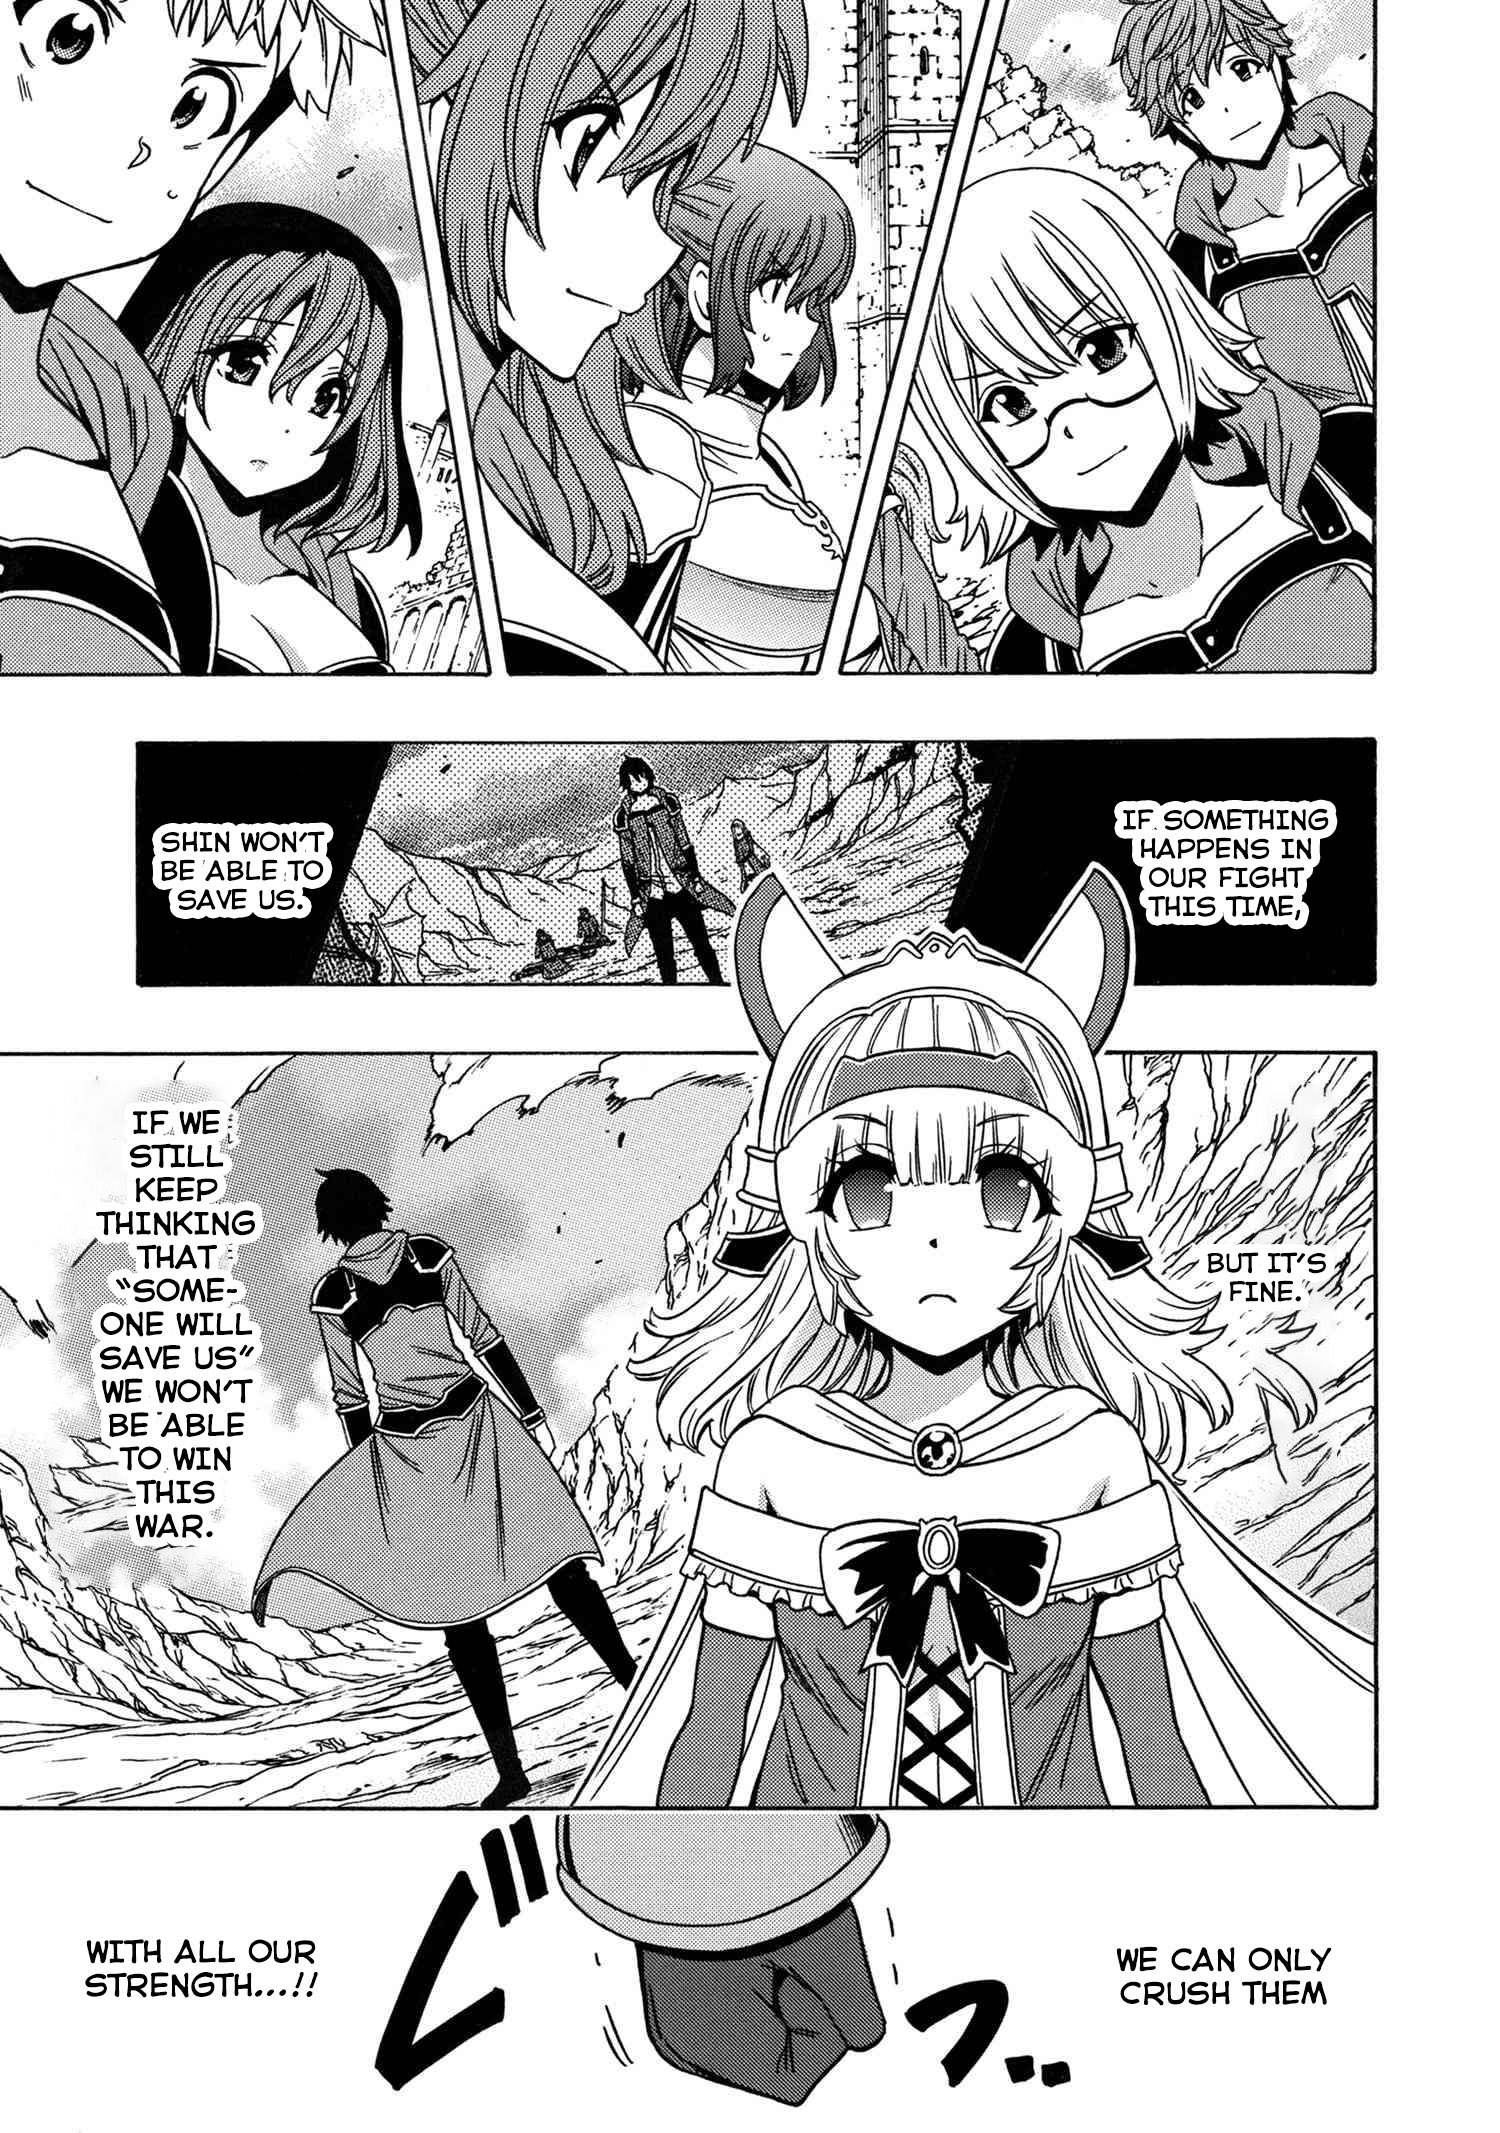 IF SOMETHING
HAPPENS IN
OUR FIGHT
THIS TIME,
SHIN WON'T
BE ABLE TO
SAVE US.
BUT IT'S
FINE.
IF WE
STILL
KEEP
THINKING
THAT
"SOME-
ONE WILL
SAVE US"
WE WON'T
BE ABLE
TO WIN
THIS
WAR.
WE CAN ONLY
CRUSH THEM
WITH ALL OUR
STRENGTH...!!
グッ..